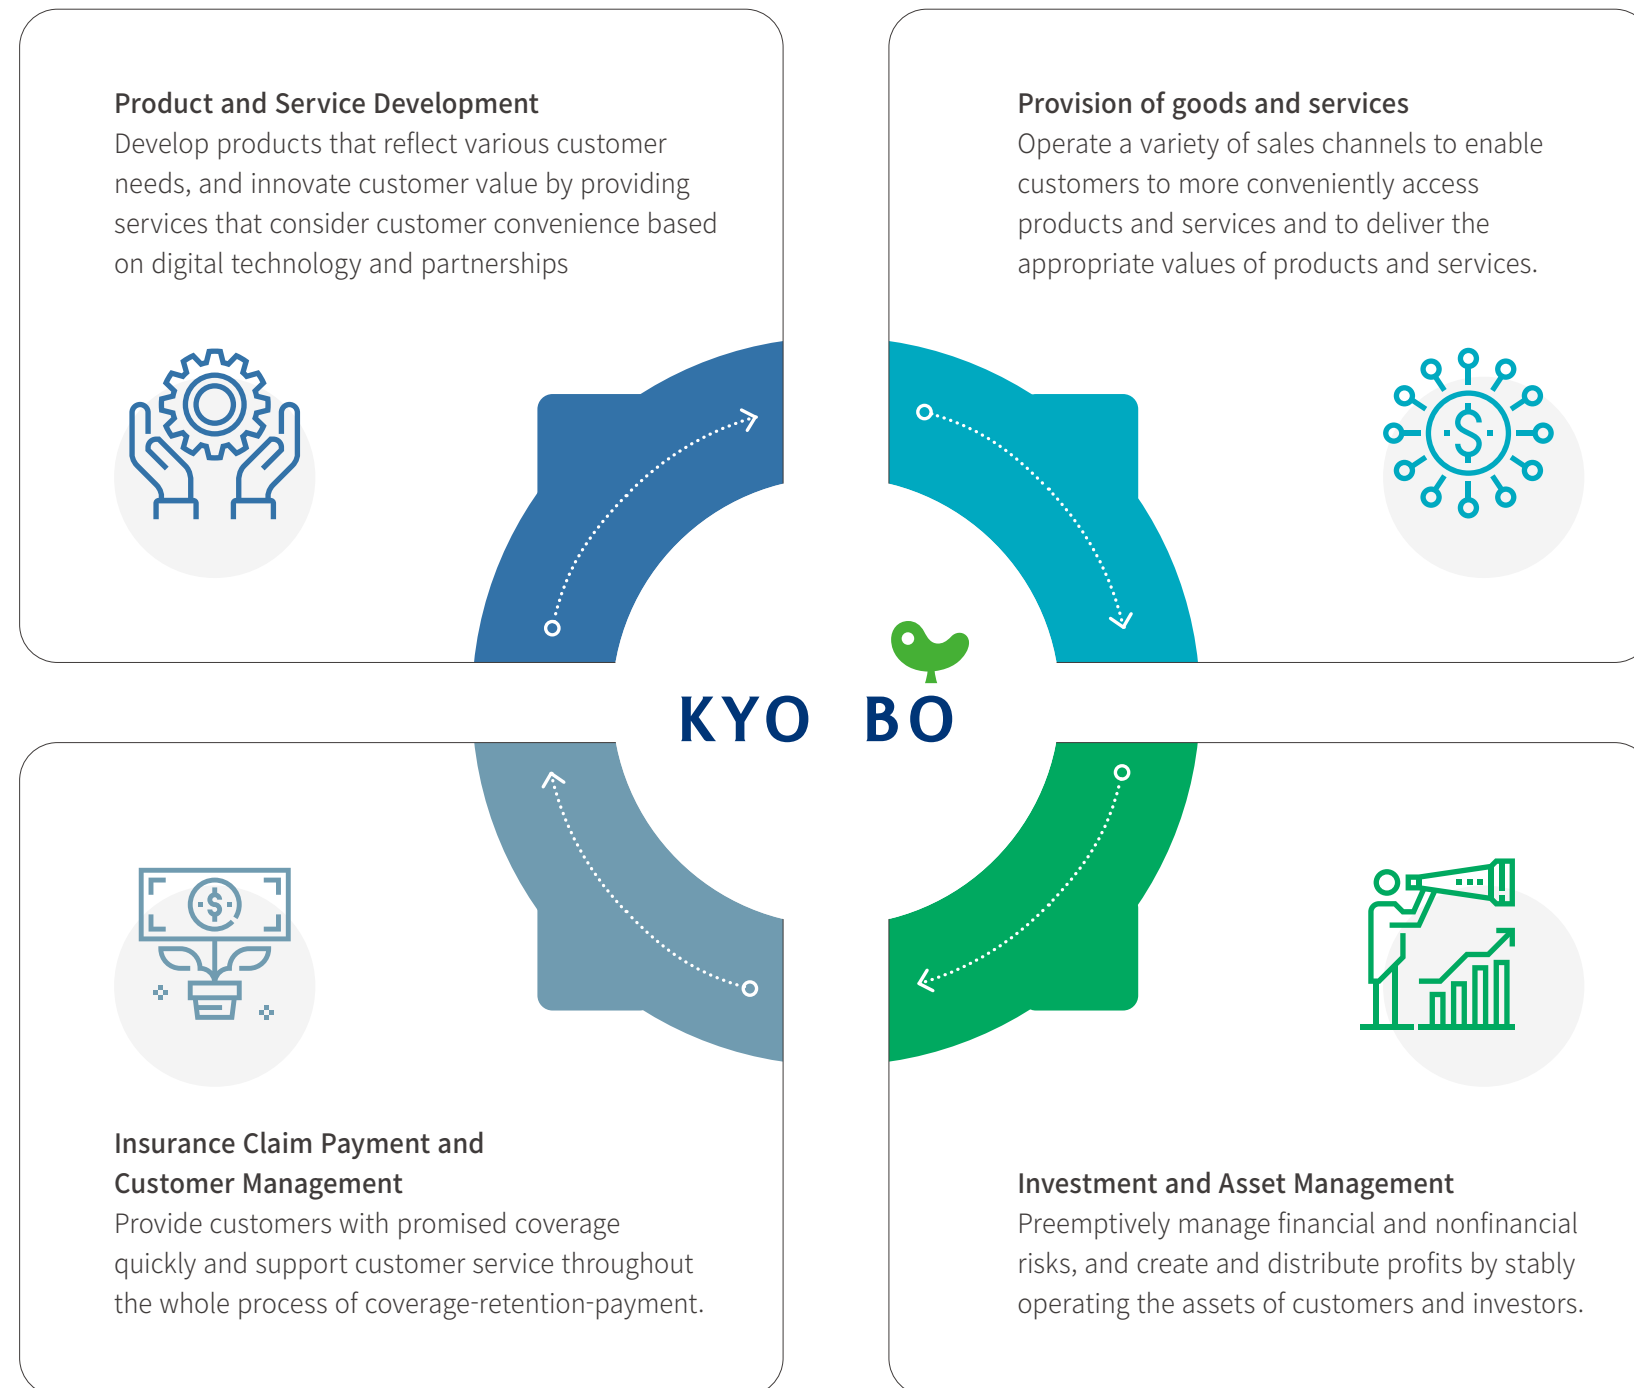 Product and Service Development
Develop products that reflect various customer
needs, and innovate customer value by providing
services that consider customer convenience based
on digital technology and partnerships
Provision of goods and services
Operate a variety of sales channels to enable
customers to more conveniently access
products and services and to deliver the
appropriate values of products and services.
KYO BO
Insurance Claim Payment and
Customer Management
Provide customers with promised coverage
quickly and support customer service throughout
the whole process of coverage-retention-payment.
Investment and Asset Management
Preemptively manage financial and nonfinancial
risks, and create and distribute profits by stably
operating the assets of customers and investors.